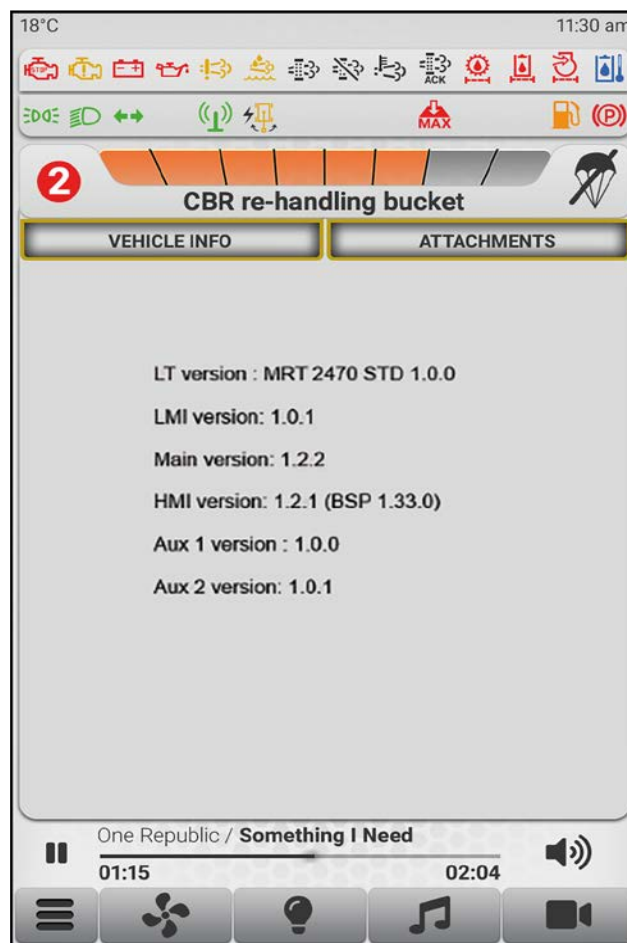 18°C 11:30 am
STOP
ACK
MAX
(P)
2
CBR re-handling bucket
VEHICLE INFO ATTACHMENTS
LT version : MRT 2470 STD 1.0.0
LMI version: 1.0.1
Main version: 1.2.2
HMI version: 1.2.1 (BSP 1.33.0)
Aux 1 version : 1.0.0
Aux 2 version: 1.0.1
One Republic / Something I Need
01:15 02:04